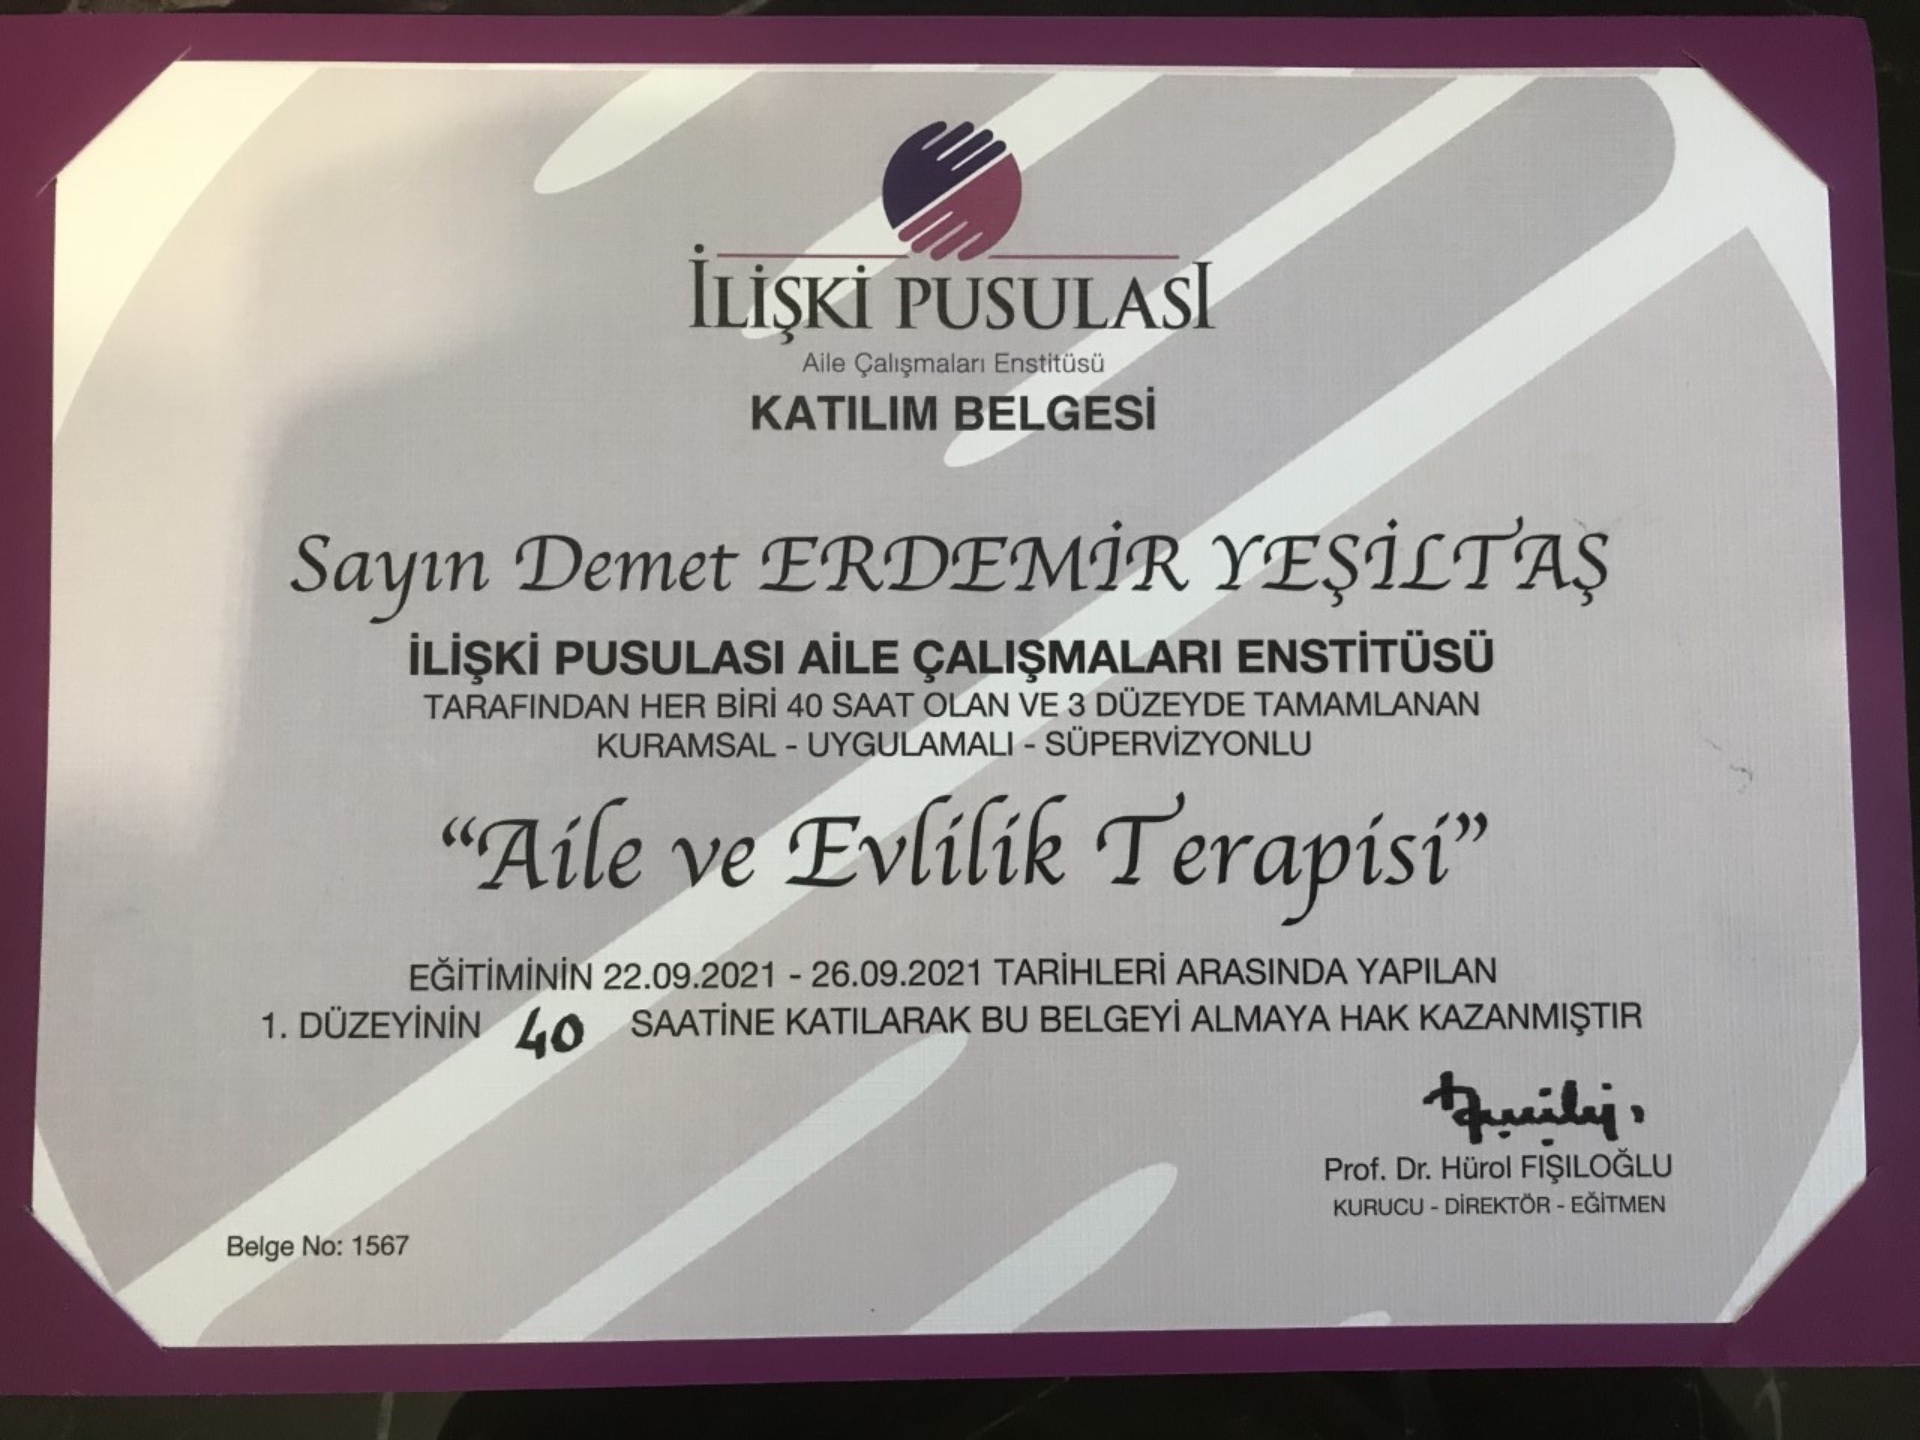 İLİŞKİ PUSULASI
Aile Çalışmaları Enstitüsü
KATILIM BELGESİ
Sayın Demet ERDEMİR YEŞİLTAŞ
İLİŞKİ PUSULASI AİLE ÇALIŞMALARI ENSTİTÜSÜ
TARAFINDAN HER BİRİ 40 SAAT OLAN VE 3 DÜZEYDE TAMAMLANAN
KURAMSAL - UYGULAMALI - SÜPERVİZYONLU
“Aile ve Evlilik Terapisi”
EĞİTİMİNİN 22.09.2021 - 26.09.2021 TARİHLERİ ARASINDA YAPILAN
1. DÜZEYİNİN 40 SAATİNE KATILARAK BU BELGEYİ ALMAYA HAK KAZANMIŞTIR
Prof. Dr. Hürol FIŞILOĞLU
KURUCU - DİREKTÖR - EĞİTMEN
Belge No: 1567